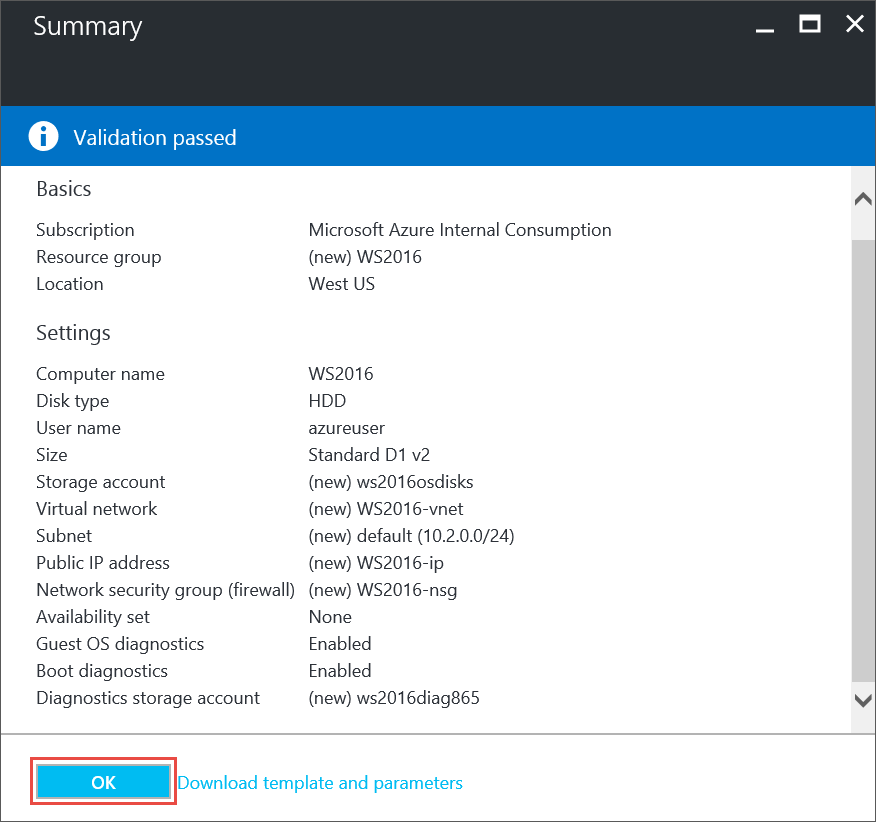 Summary
Validation passed
Basics
Subscription Microsoft Azure Internal Consumption
Resource group (new) WS2016
Location West US
Settings
Computer name WS2016
Disk type HDD
User name azureuser
Size Standard D1 v2
Storage account (new) ws2016osdisks
Virtual network (new) WS2016-vnet
Subnet (new) default (10.2.0.0/24)
Public IP address (new) WS2016-ip
Network security group (firewall) (new) WS2016-nsg
Availability set None
Guest OS diagnostics Enabled
Boot diagnostics Enabled
Diagnostics storage account (new) ws2016diag865
OK Download template and parameters